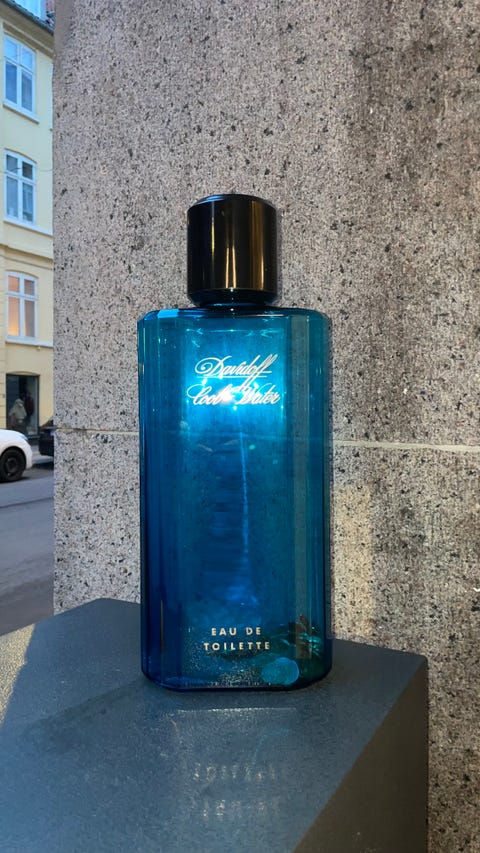 Davidoff
Cool Water
EAU DE
TOILETTE